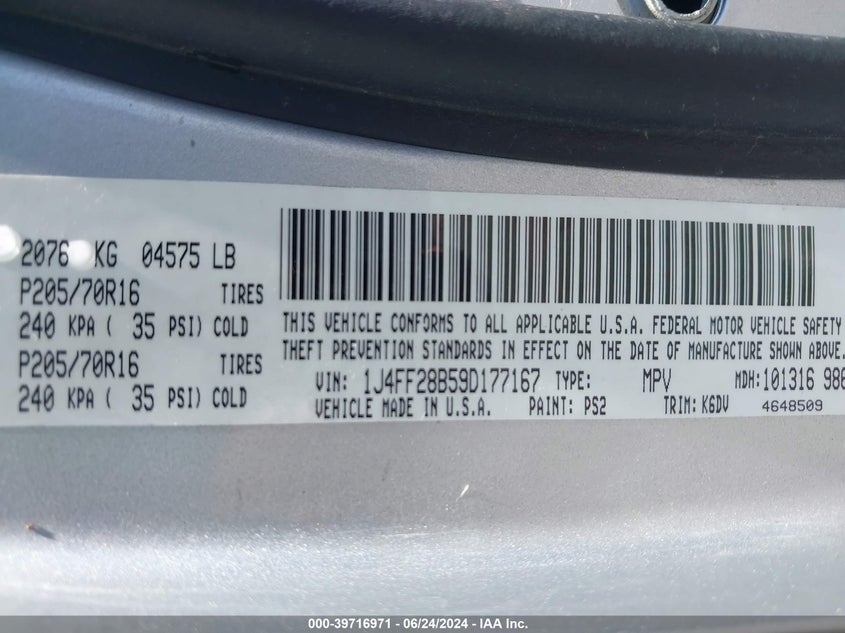 2076 KG 04575 LB
P205/70R16 TIRES
240 KPA ( 35 PSI) COLD
P205/70R16 TIRES
240 KPA ( 35 PSI) COLD
THIS VEHICLE CONFORMS TO ALL APPLICABLE U.S.A. FEDERAL MOTOR VEHICLE SAFETY
THEFT PREVENTION STANDARDS IN EFFECT ON THE DATE OF MANUFACTURE SHOWN ABOVE.
VIN: 1J4FF28B59D177167 TYPE: MPV MDH:101316 986
VEHICLE MADE IN U.S.A. PAINT: PS2 TRIM: K6DV 4648509
000-39716971 | 06/24/2024 | IAA Inc.